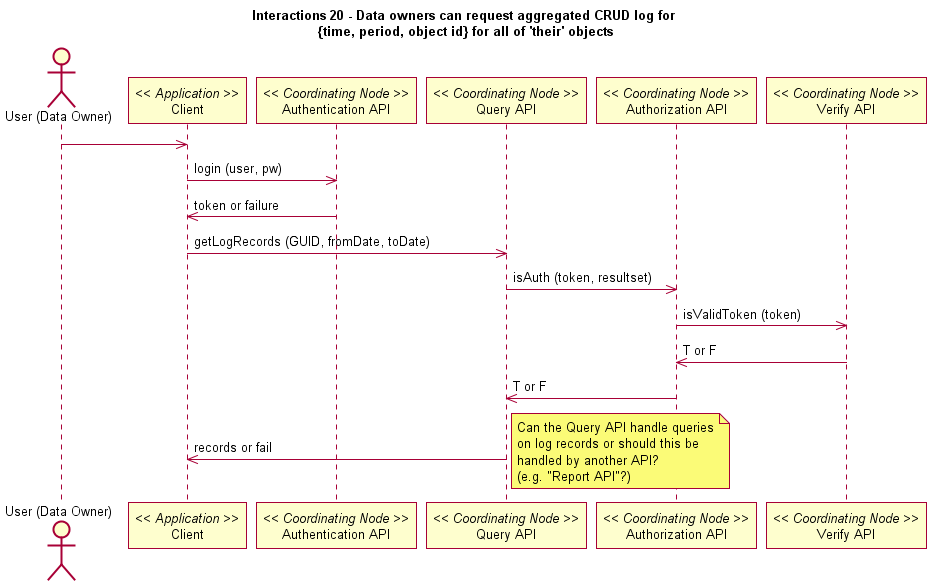 Interactions 20 - Data owners can request aggregated CRUD log for
{time, period, object id} for all of 'their' objects
User (Data Owner)
<< Application >>
Client
<< Coordinating Node >>
Authentication API
<< Coordinating Node >>
Query API
<< Coordinating Node >>
Authorization API
<< Coordinating Node >>
Verify API
login (user, pw)
token or failure
getLogRecords (GUID, fromDate, toDate)
isAuth (token, resultset)
isValidToken (token)
T or F
T or F
Can the Query API handle queries
on log records or should this be
handled by another API?
(e.g. "Report API"?)
records or fail
User (Data Owner)
<< Application >>
Client
<< Coordinating Node >>
Authentication API
<< Coordinating Node >>
Query API
<< Coordinating Node >>
Authorization API
<< Coordinating Node >>
Verify API